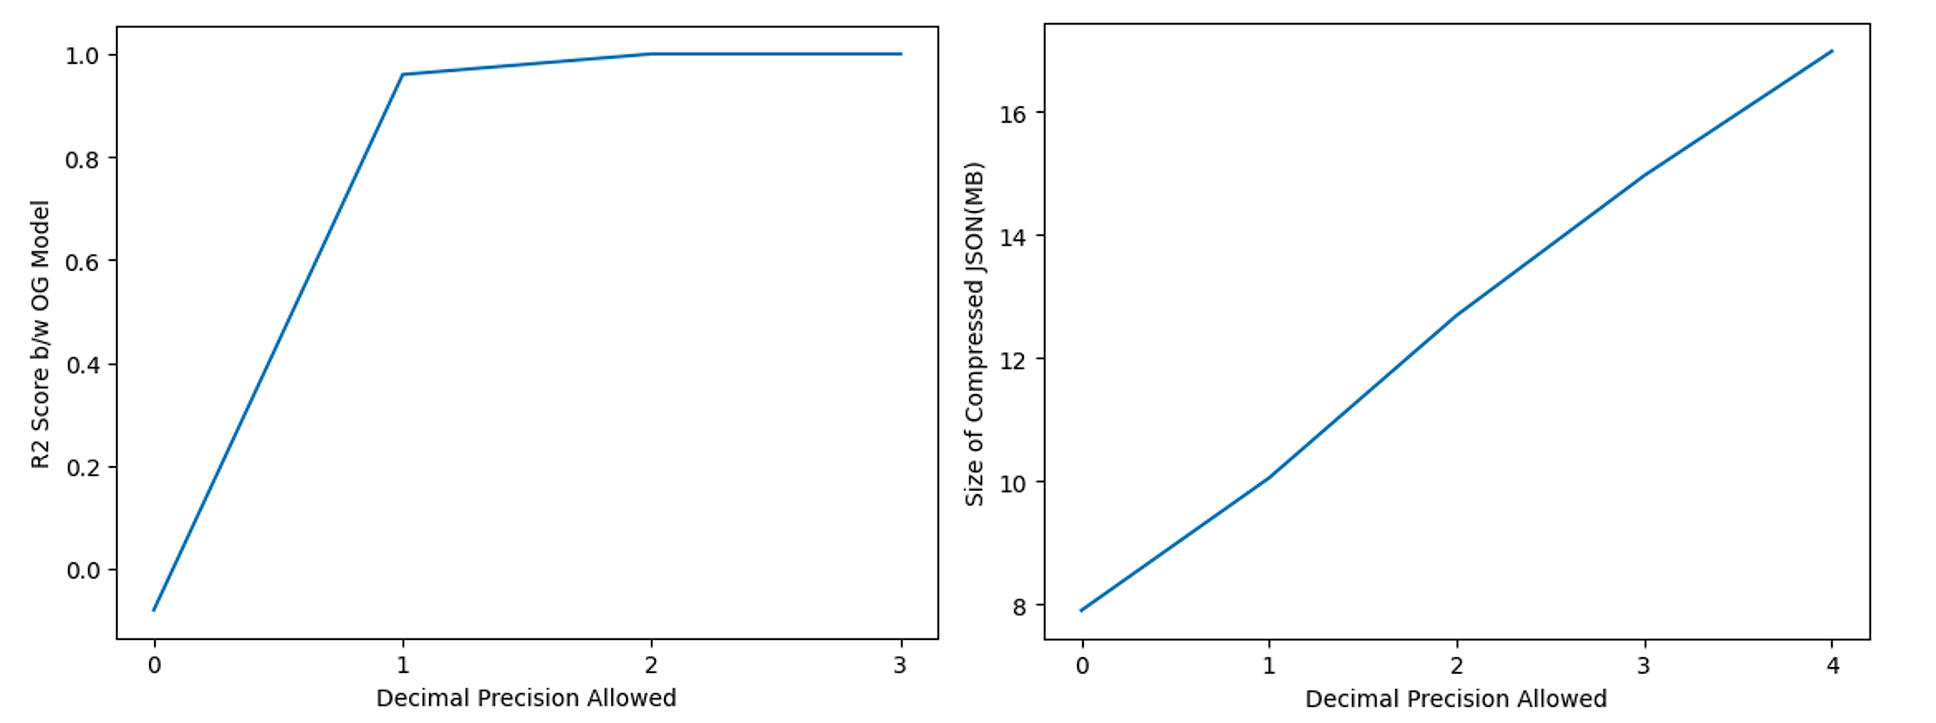 R2 Score b/w OG Model
1.0
0.8
0.6
0.4
0.2
0.0
0 1 2 3
Decimal Precision Allowed
Size of Compressed JSON(MB)
16
14
12
10
8
0 1 2 3 4
Decimal Precision Allowed